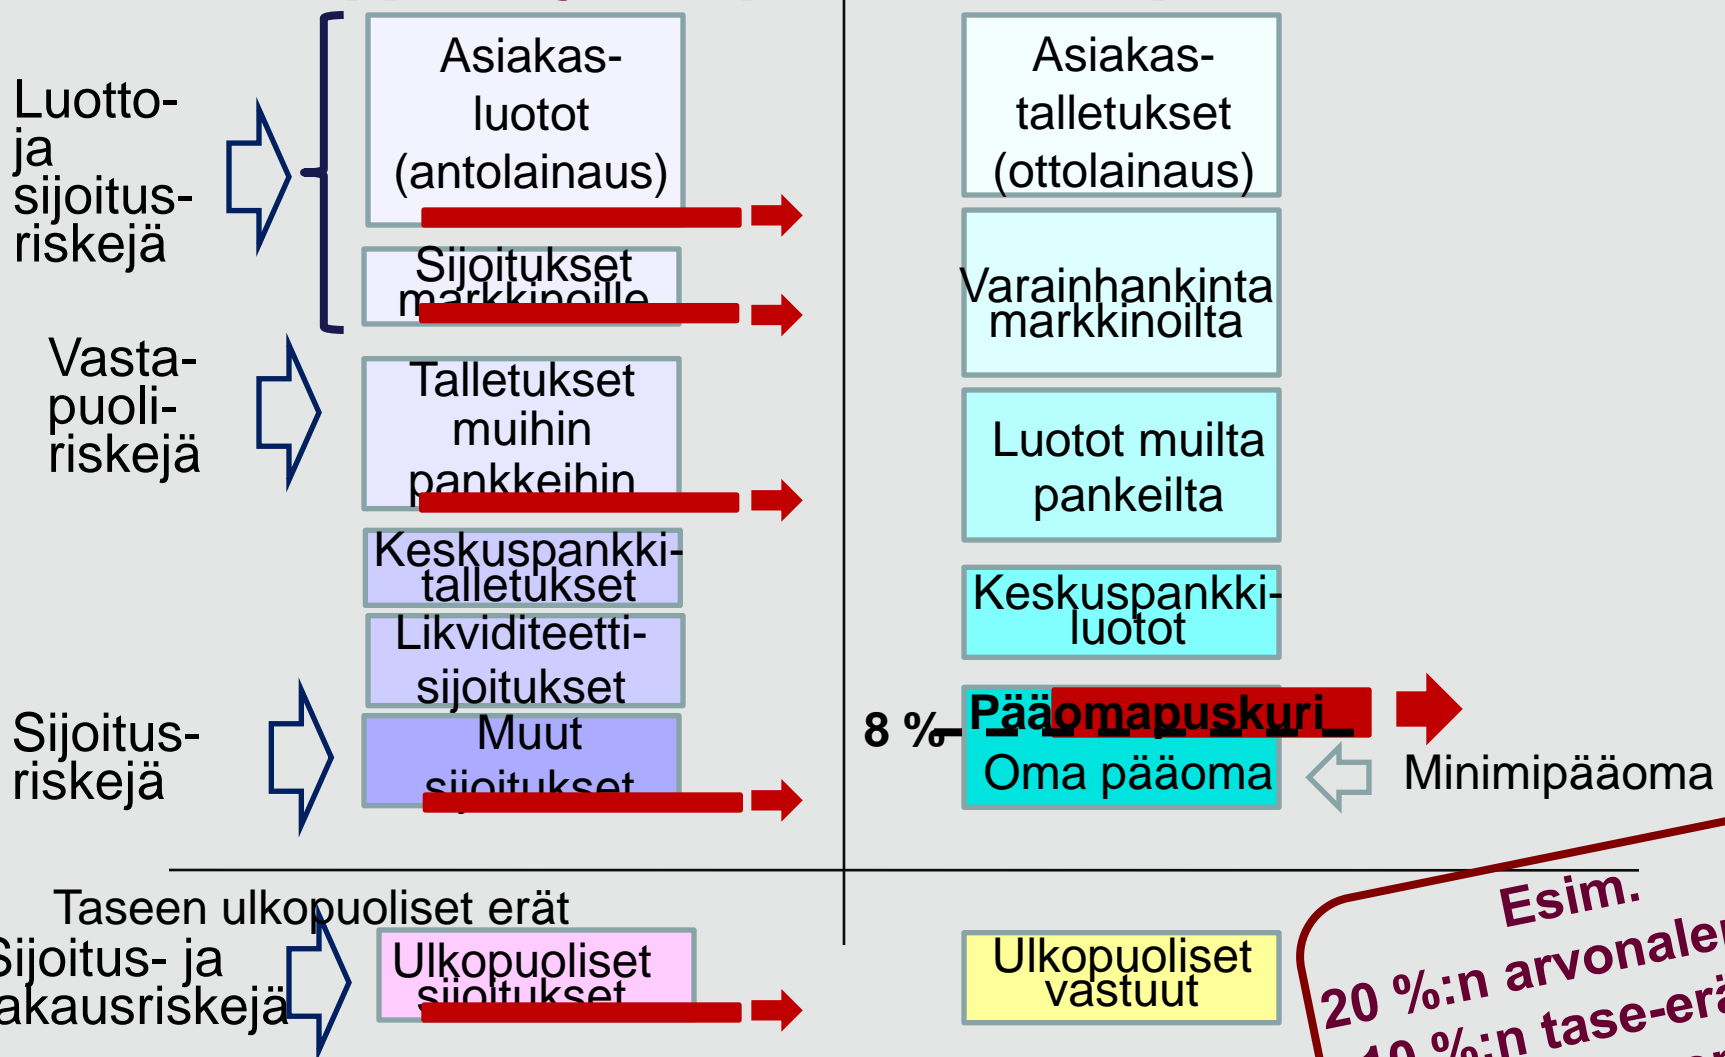 Luotto-
ja
sijoitus-
riskejä
Asiakas-
luotot
(antolainaus)
Sijoitukset
markkinoille
Vasta-
puoli-
riskejä
Talletukset
muihin
pankkeihin
Keskuspankki-
talletukset
Likviditeetti-
sijoitukset
Sijoitus-
riskejä
Muut
sijoitukset
Asiakas-
talletukset
(ottolainaus)
Varainhankinta
markkinoilta
Luotot muilta
pankeilta
Keskuspankki-
luotot
8 %
Pääomapuskuri
Oma pääoma
Minimipääoma
Taseen ulkopuoliset erät
Sijoitus- ja
Ulkopuoliset
sijoitukset
Ulkopuoliset
vastuut
Esim.
20 %:n
10 %:n